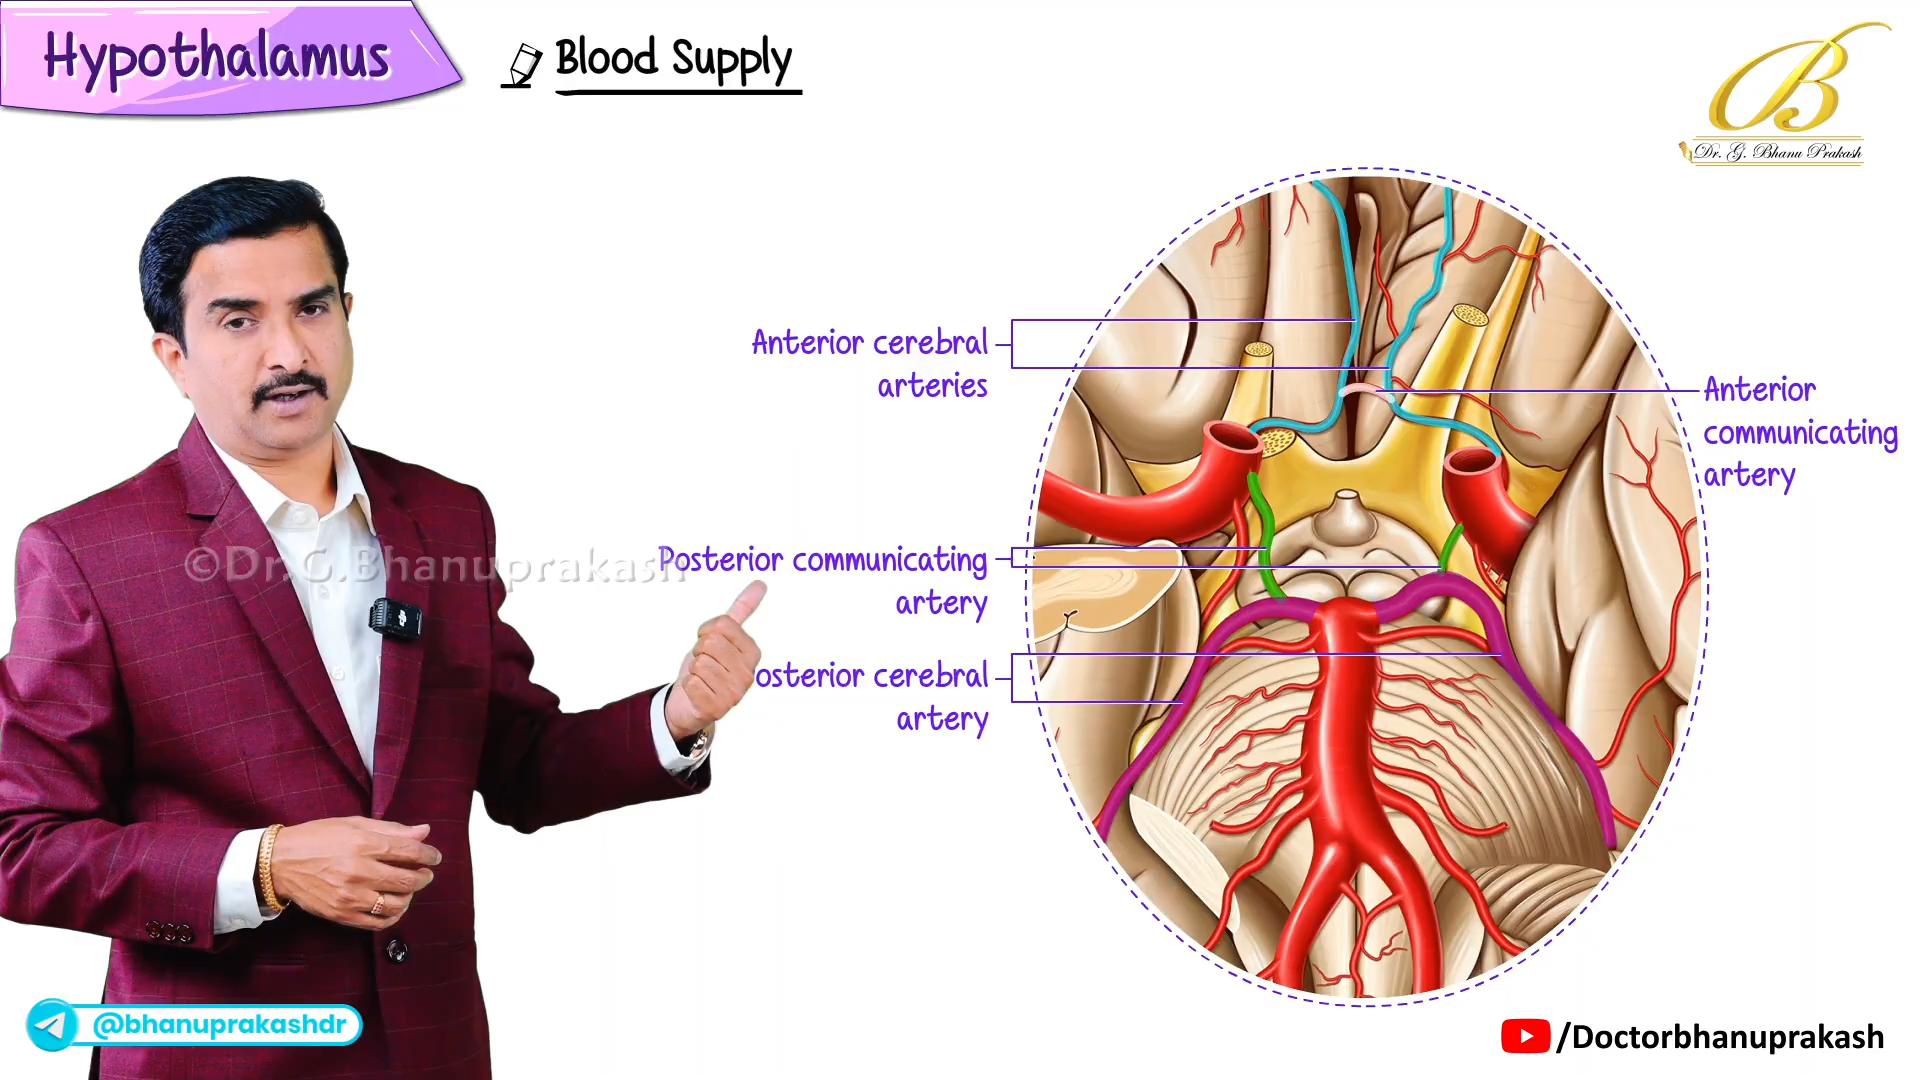 Hypothalamus
Blood Supply
B
Dr. G. Bhanu Prakash
Anterior cerebral
arteries
Anterior
communicating
artery
©Dr.G.Bhanuprakash
Posterior communicating
artery
osterior cerebral
artery
@bhanuprakashdr
/Doctorbhanuprakash